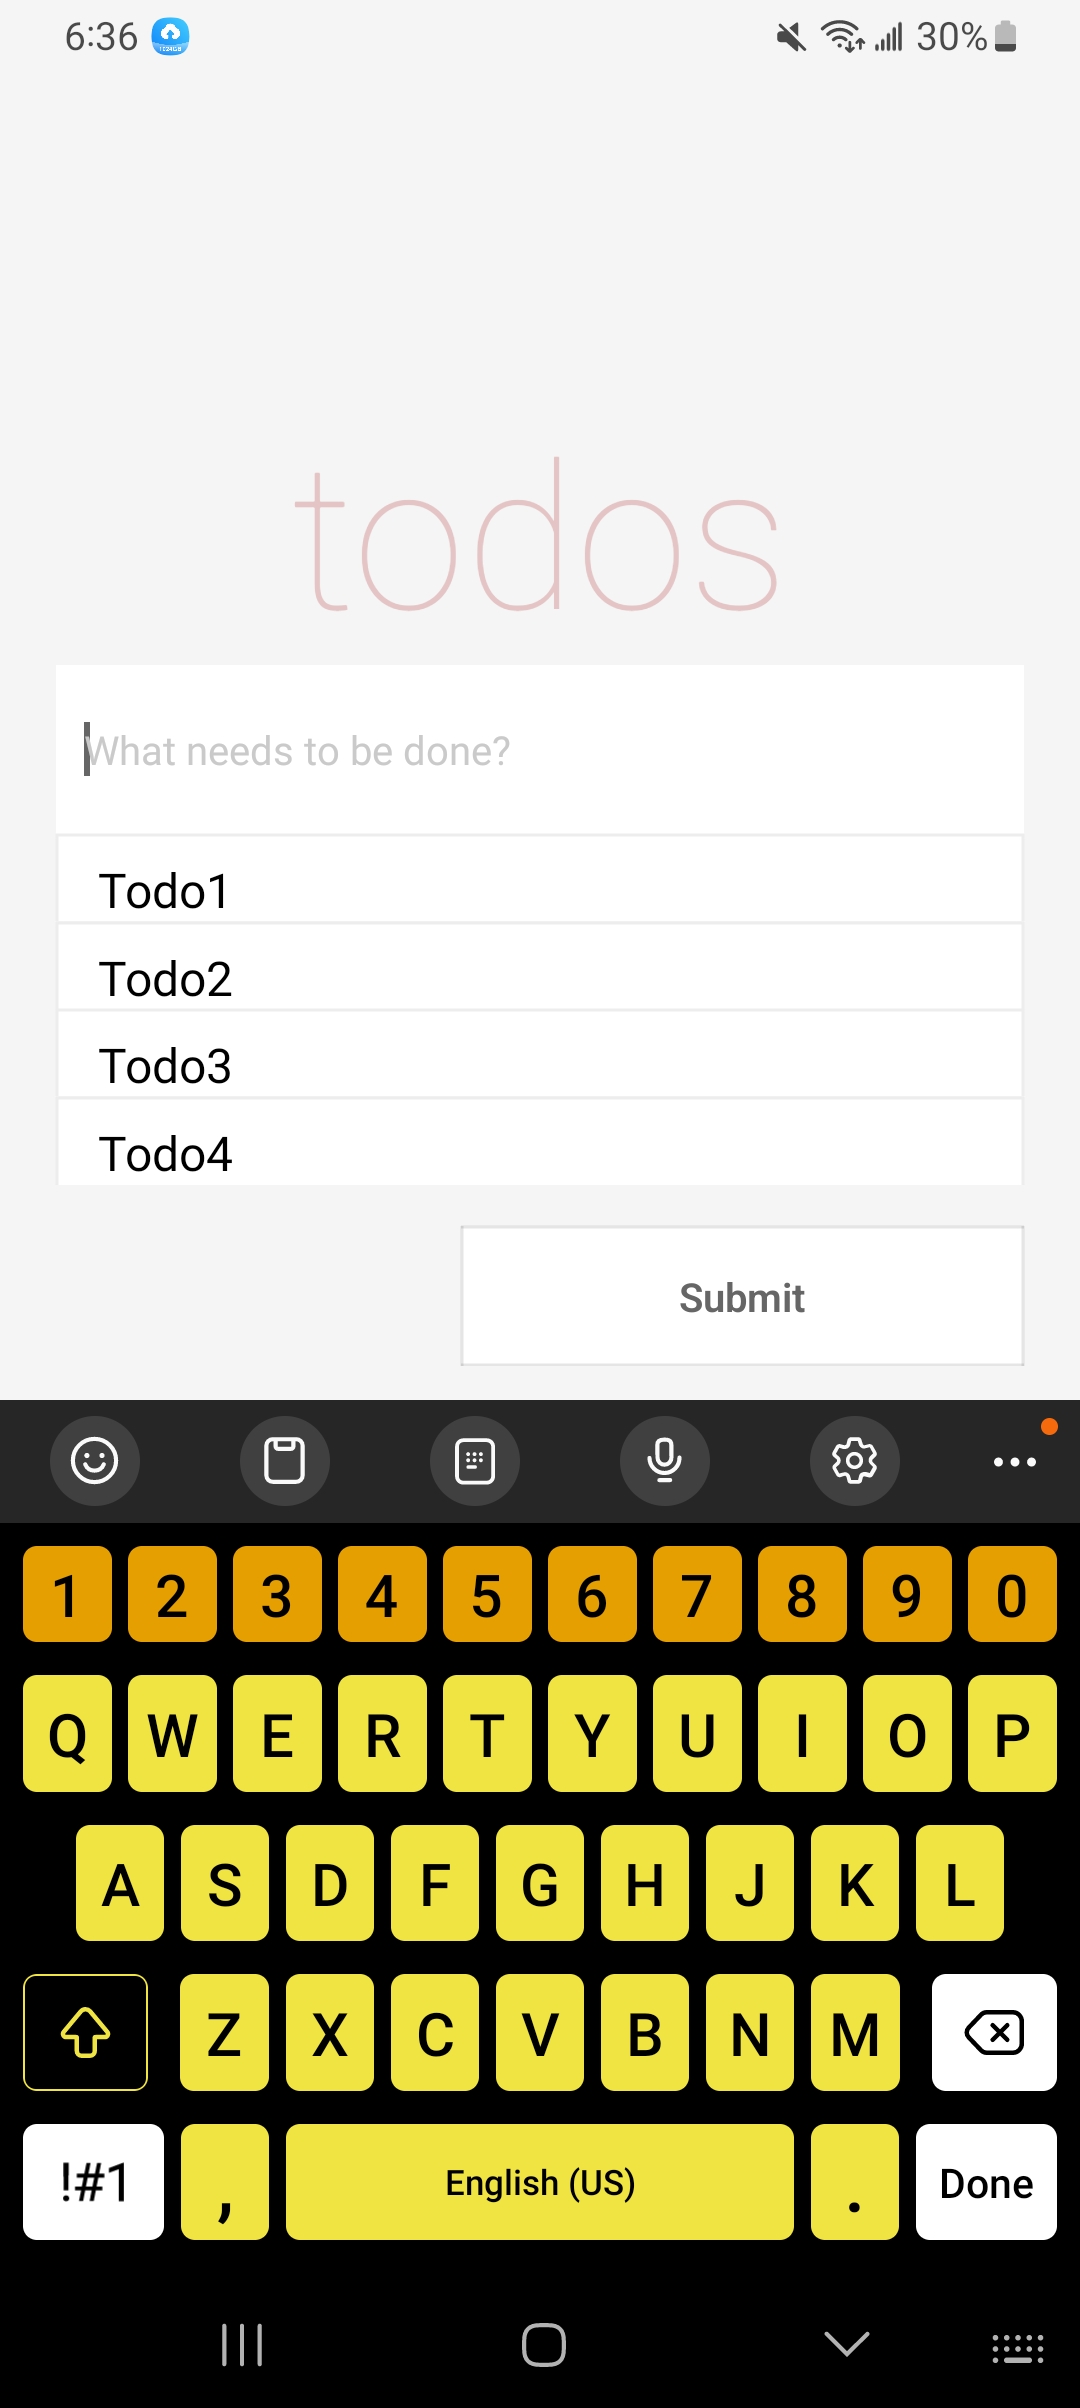 6:36 30%
todos
What needs to be done?
Todo1
Todo2
Todo3
Todo4
Submit
1 2 3 4 5 6 7 8 9 0
Q W E R T Y U I O P
A S D F G H J K L
Z X C V B N M
!#1 , English (US) . Done